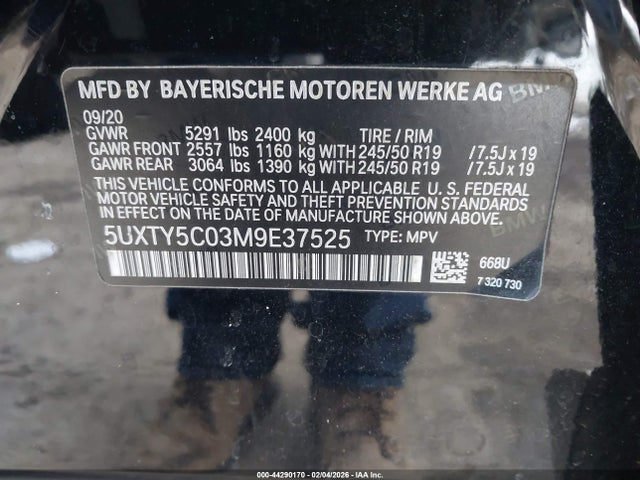 MFD BY BAYERISCHE MOTOREN WERKE AG
09/20
GVWR 5291 lbs 2400 kg TIRE / RIM
GAWR FRONT 2557 lbs 1160 kg WITH 245/50 R19 / 7.5J x 19
GAWR REAR 3064 lbs 1390 kg WITH 245/50 R19 / 7.5J x 19
THIS VEHICLE CONFORMS TO ALL APPLICABLE U. S. FEDERAL
MOTOR VEHICLE SAFETY, BUMPER, AND THEFT PREVENTION STANDARDS
IN EFFECT ON THE DATE OF MANUFACTURE SHOWN ABOVE.
5UXTY5C03M9E37525 TYPE: MPV
668U
7 320 730
000-44290170 - 02/04/2026 - IAAI.COM